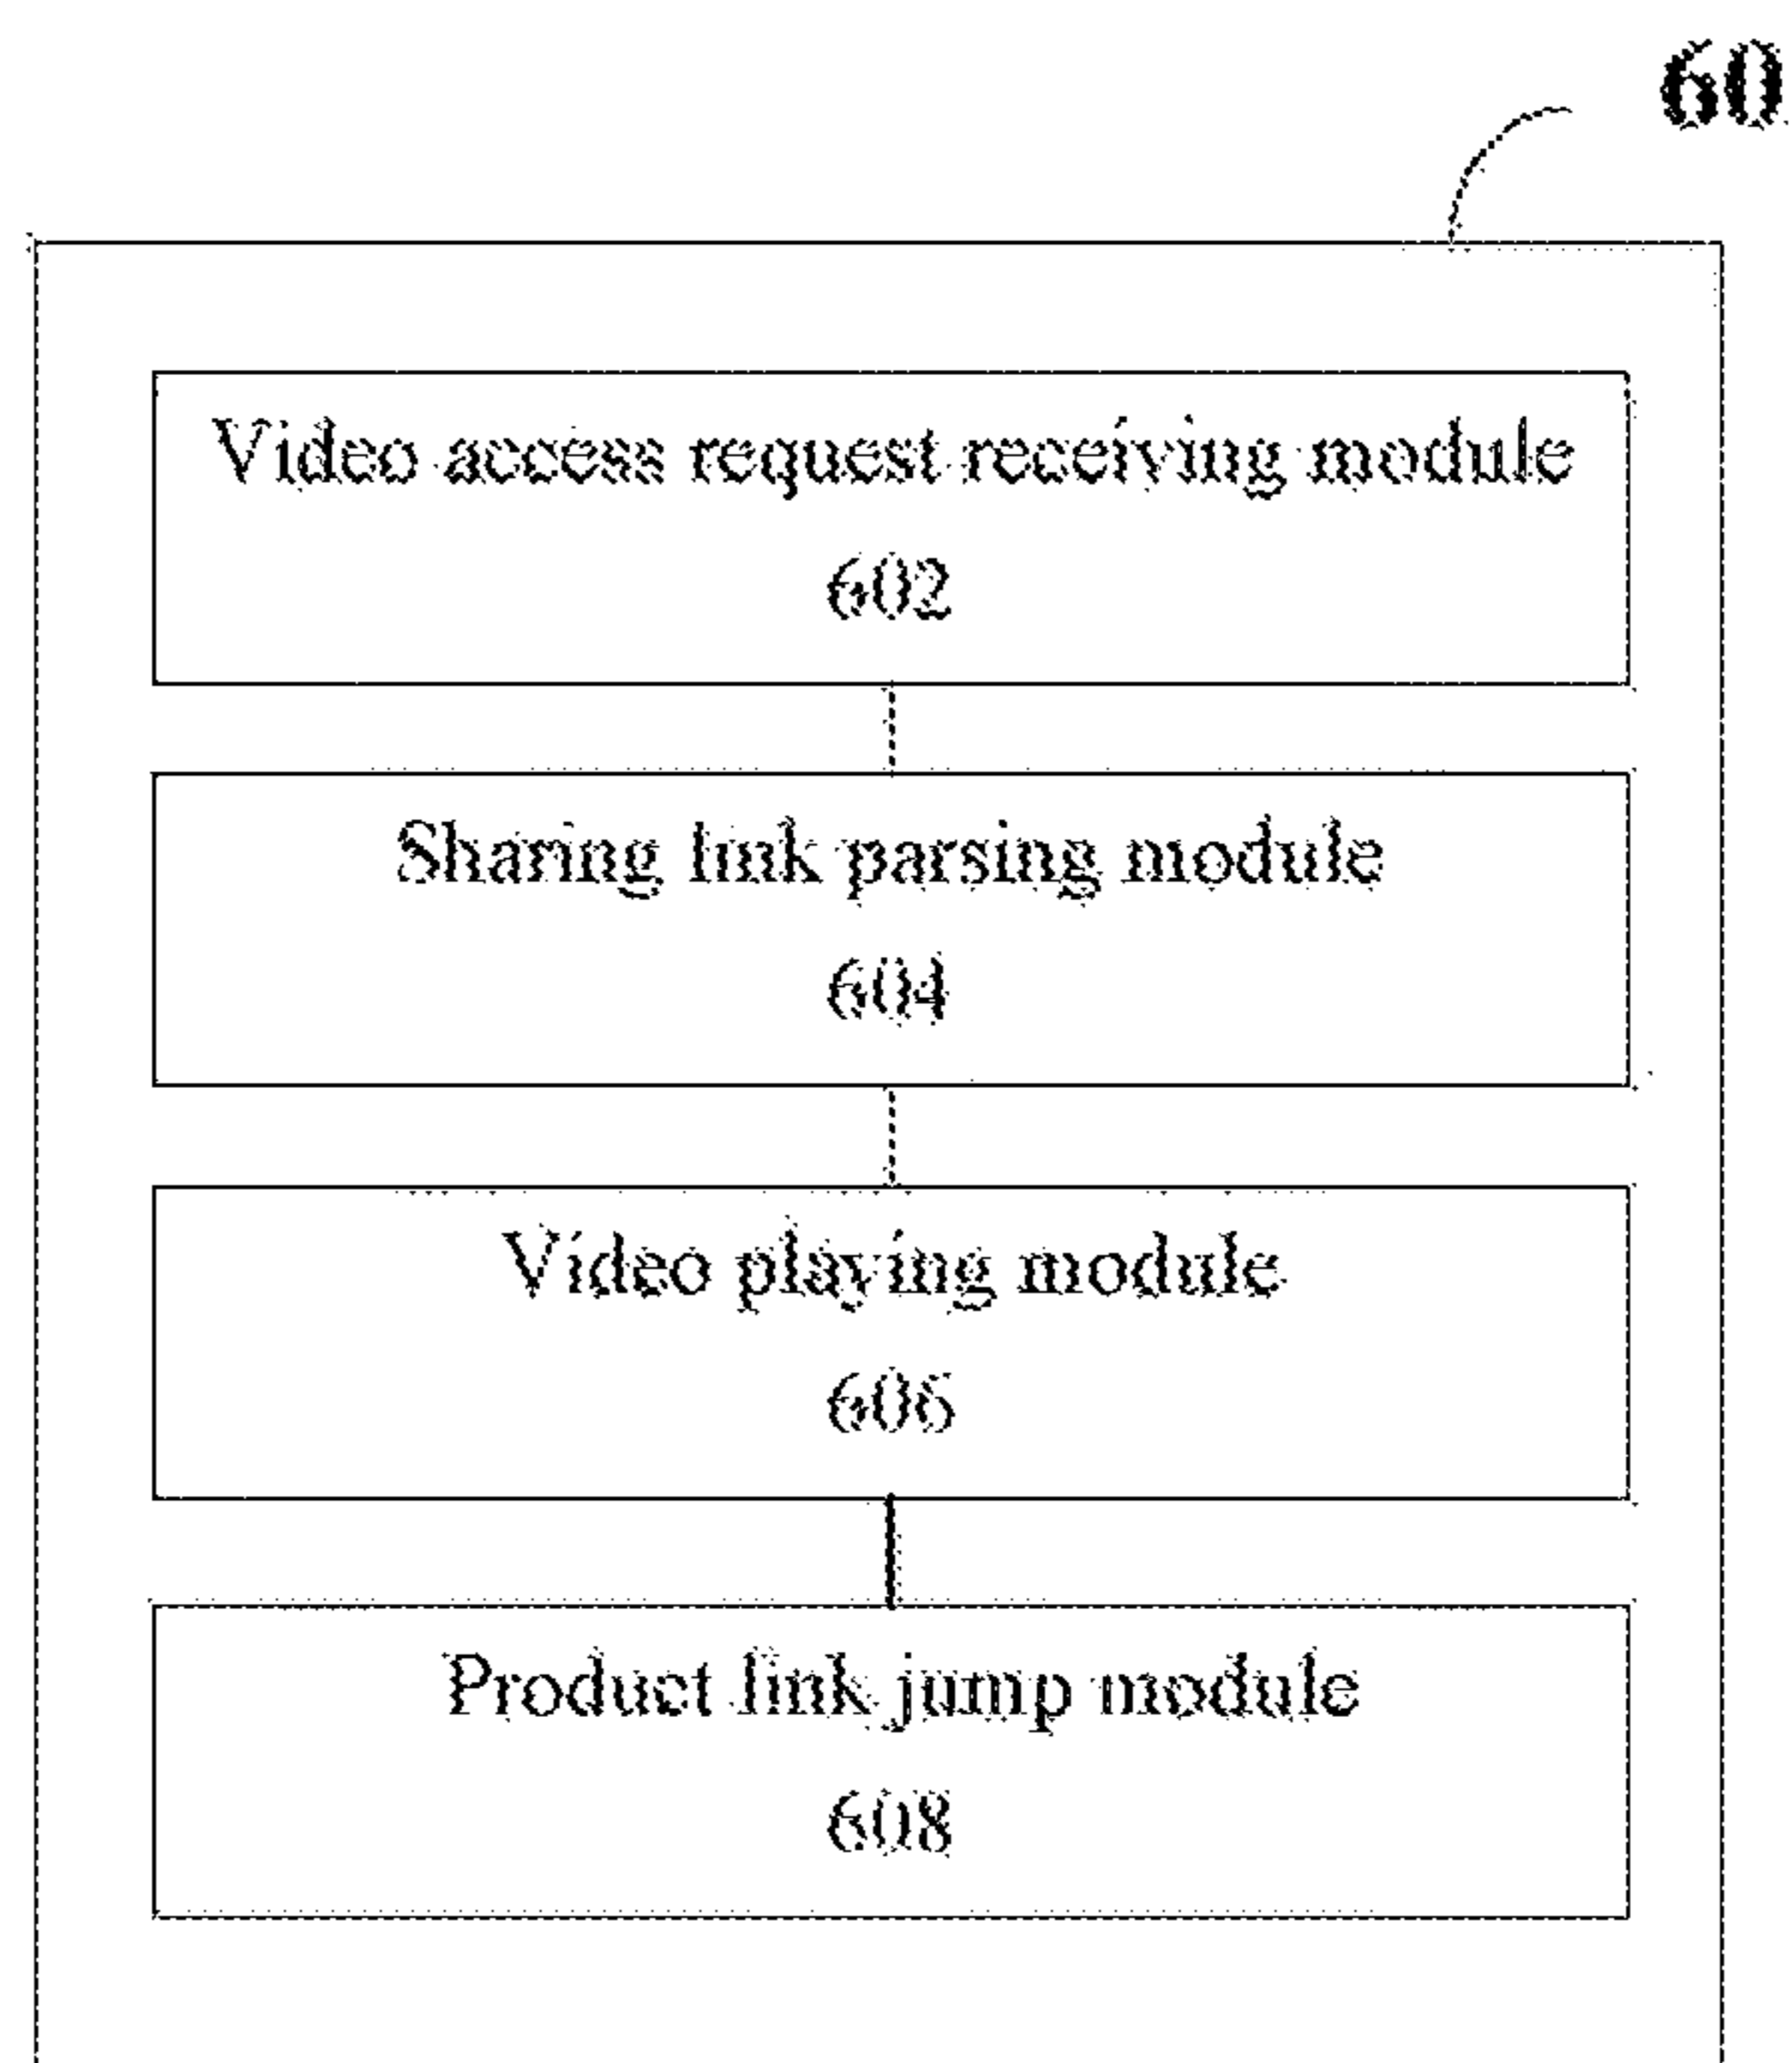 60
Video access request receiving module
602
Sharing link parsing module
604
Video playing module
606
Product link jump module
608